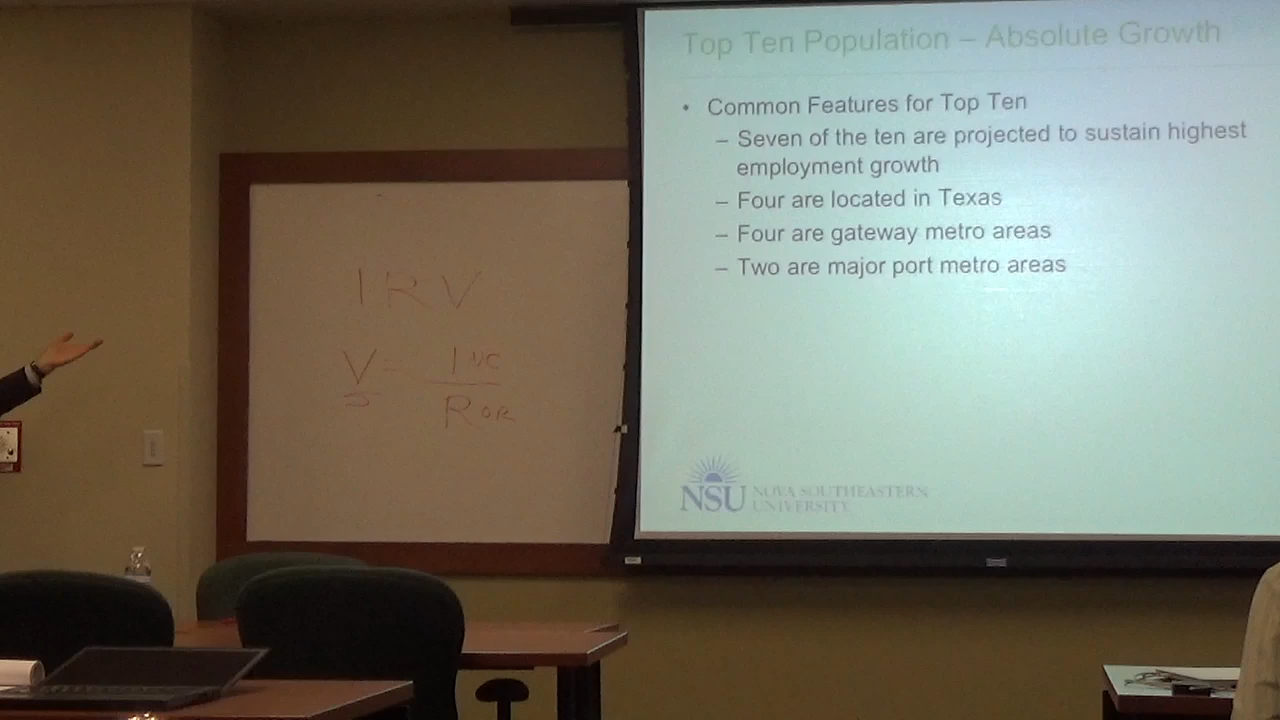 IRV
V = INC
ROR
Top Ten Population – Absolute Growth
• Common Features for Top Ten
– Seven of the ten are projected to sustain highest
employment growth
– Four are located in Texas
– Four are gateway metro areas
– Two are major port metro areas
NSU NOVA SOUTHEASTERN
UNIVERSITY